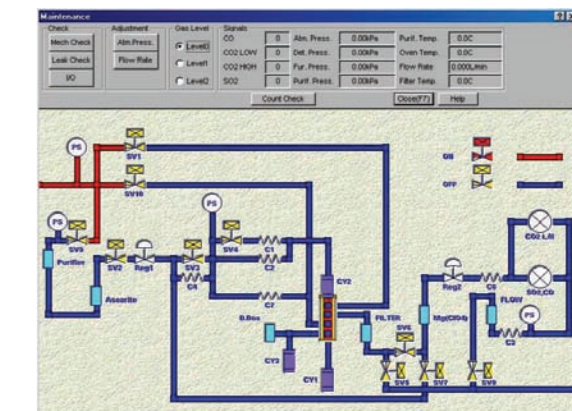 Maintenance
Check Adjustment Gas Level Signals
Mech Check Atm.Press. Level0 CO 0 Atm. Press. 0.00kPa Purif. Temp. 0.0C
Leak Check Flow Rate Level1 CO2 LOW 0 Det. Press. 0.00kPa Oven Temp. 0.0C
I/O Level2 CO2 HIGH 0 Fur. Press. 0.00kPa Flow Rate 0.000L/min
SO2 0 Purif. Press. 0.00kPa Filter Temp. 0.0C
Count Check Close(F7) Help
PS SV1 ON
SV10 OFF
PS PS
SV9 SV4 C1 CO2 L/H
Purifire SV2 Reg1 SV3 C2
C4 CY2 Reg2 C6 SO2,CO
Ascarite C7 FLOW
D.Box FILTER Mg(ClO4) PS
SV6 C3
CY3 CY1 SV5 SV7 SV8